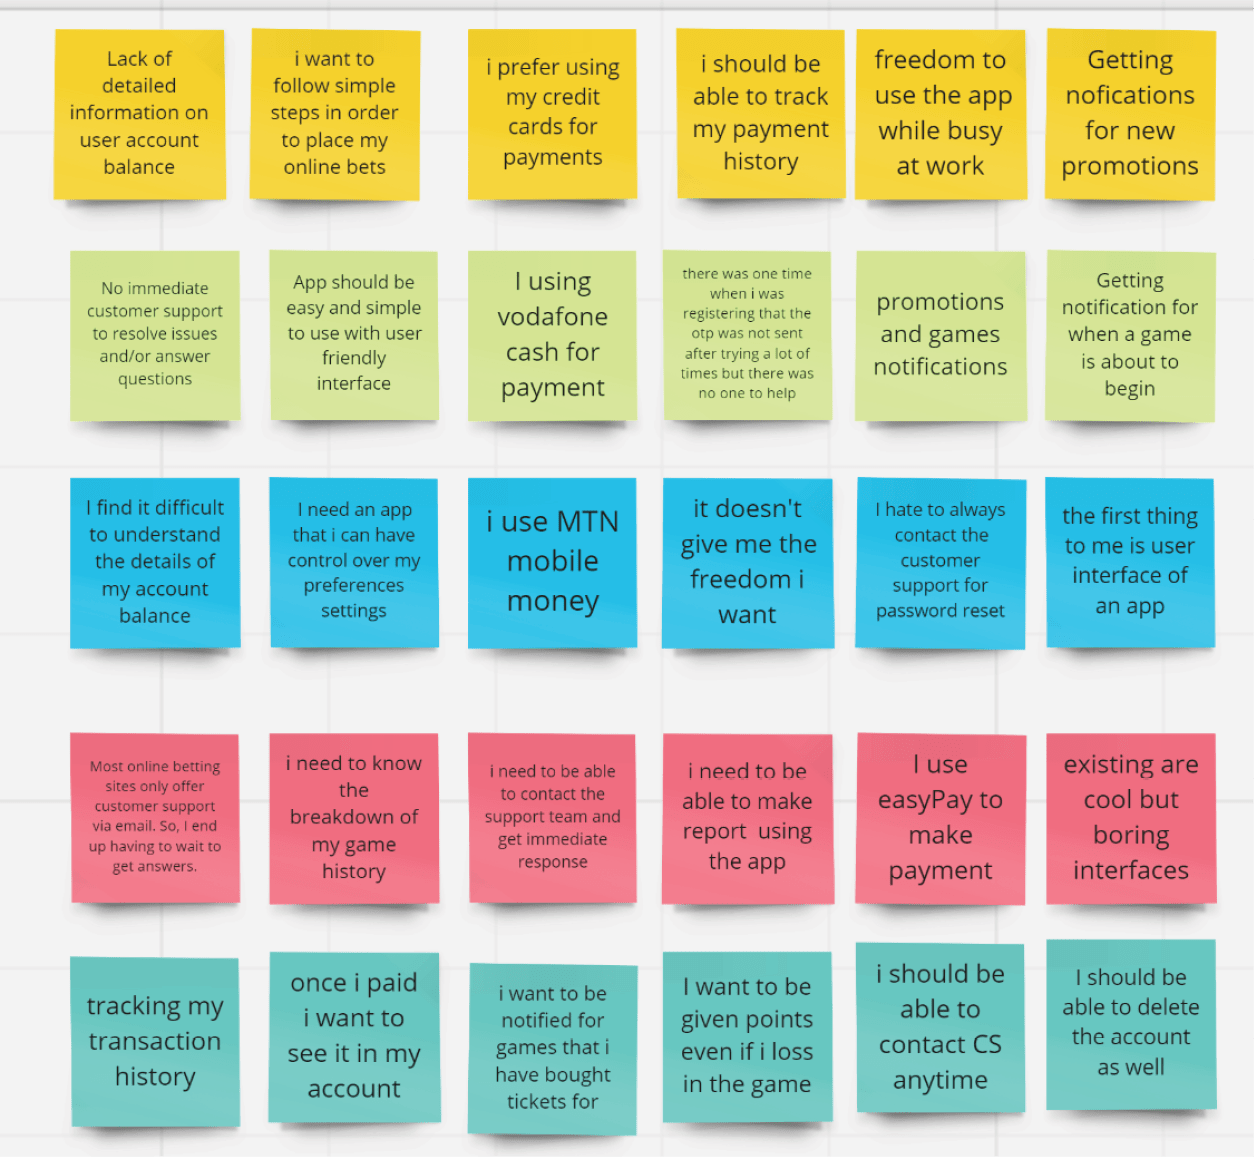 Lack of
detailed
information on
user account
balance
i want to
follow simple
steps in order
to place my
online bets
i prefer using
my credit
cards for
payments
i should be
able to track
my payment
history
freedom to
use the app
while busy
at work
Getting
nofications
for new
promotions
No immediate
customer support
to resolve issues
and/or answer
questions
App should be
easy and simple
to use with user
friendly
interface
I using
vodafone
cash for
payment
there was one time
when i was
registering that the
otp was not sent
after trying a lot of
times but there was
no one to help
promotions
and games
notifications
Getting
notification for
when a game
is about to
begin
I find it difficult
to understand
the details of
my account
balance
I need an app
that i can have
control over my
preferences
settings
i use MTN
mobile
money
it doesn't
give me the
freedom i
want
I hate to always
contact the
customer
support for
password reset
the first thing
to me is user
interface of
an app
Most online betting
sites only offer
customer support
via email. So, I end
up having to wait to
get answers.
i need to know
the
breakdown of
my game
history
i need to be able
to contact the
support team and
get immediate
response
i need to be
able to make
report using
the app
I use
easyPay to
make
payment
existing are
cool but
boring
interfaces
tracking my
transaction
history
once i paid
i want to
see it in my
account
i want to be
notified for
games that i
have bought
tickets for
I want to be
given points
even if i loss
in the game
i should be
able to
contact CS
anytime
I should be
able to delete
the account
as well